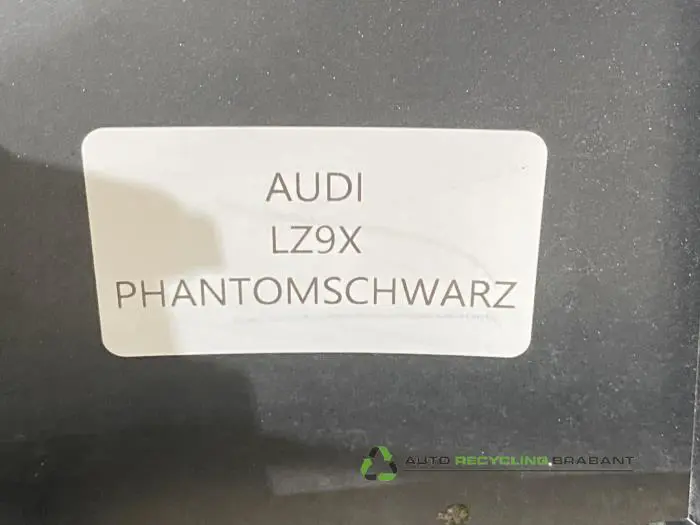 AUDI
LZ9X
PHANTOMSCHWARZ
AUTO RECYCLING BRABANT